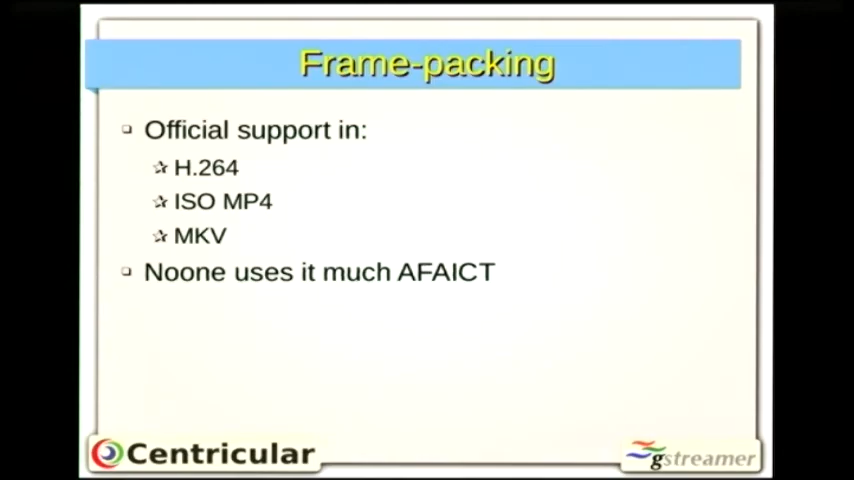 Frame-packing
Official support in:
H.264
ISO MP4
MKV
Noone uses it much AFAICT
Centricular
gstreamer